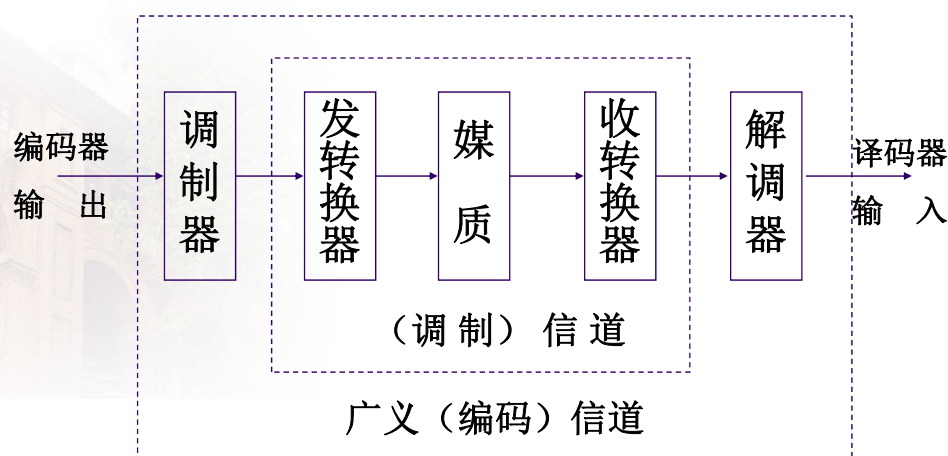 编码器
输 出
调制器
发转换器
媒质
收转换器
解调器
译码器
输 入
（调 制） 信 道
广义（编码）信道